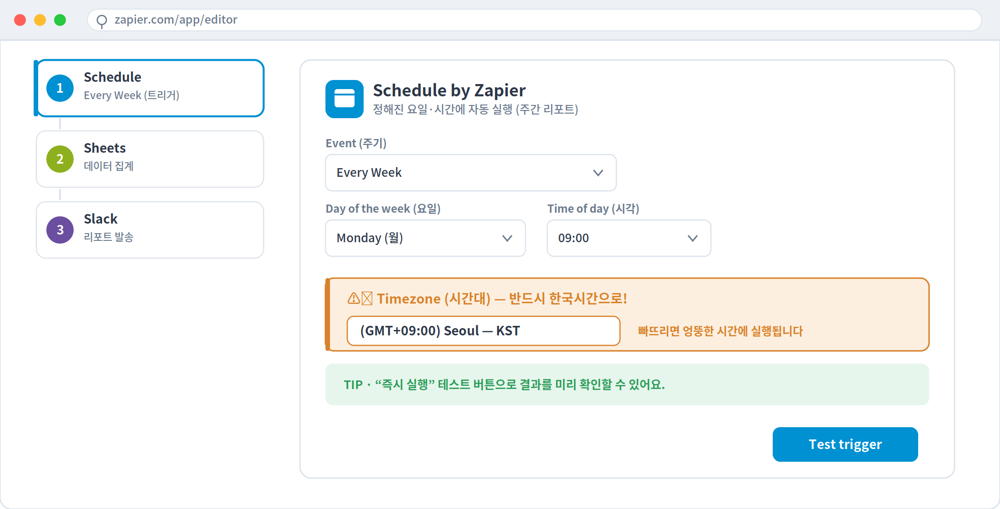 zapier.com/app/editor
1
Schedule
Every Week (트리거)
2
Sheets
데이터 집계
3
Slack
리포트 발송
Schedule by Zapier
정해진 요일·시간에 자동 실행 (주간 리포트)
Event (주기)
Every Week
Day of the week (요일)
Time of day (시각)
Monday (월)
09:00
⚠ Timezone (시간대) — 반드시 한국시간으로!
(GMT+09:00) Seoul — KST
빠뜨리면 엉뚱한 시간에 실행됩니다
TIP · “즉시 실행” 테스트 버튼으로 결과를 미리 확인할 수 있어요.
Test trigger